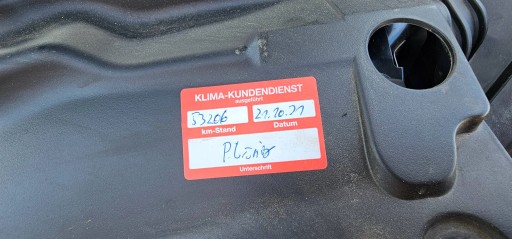 KLIMA-KUNDENDIENST
ausgeführt
53206 21.10.21
km-Stand Datum
Unterschrift